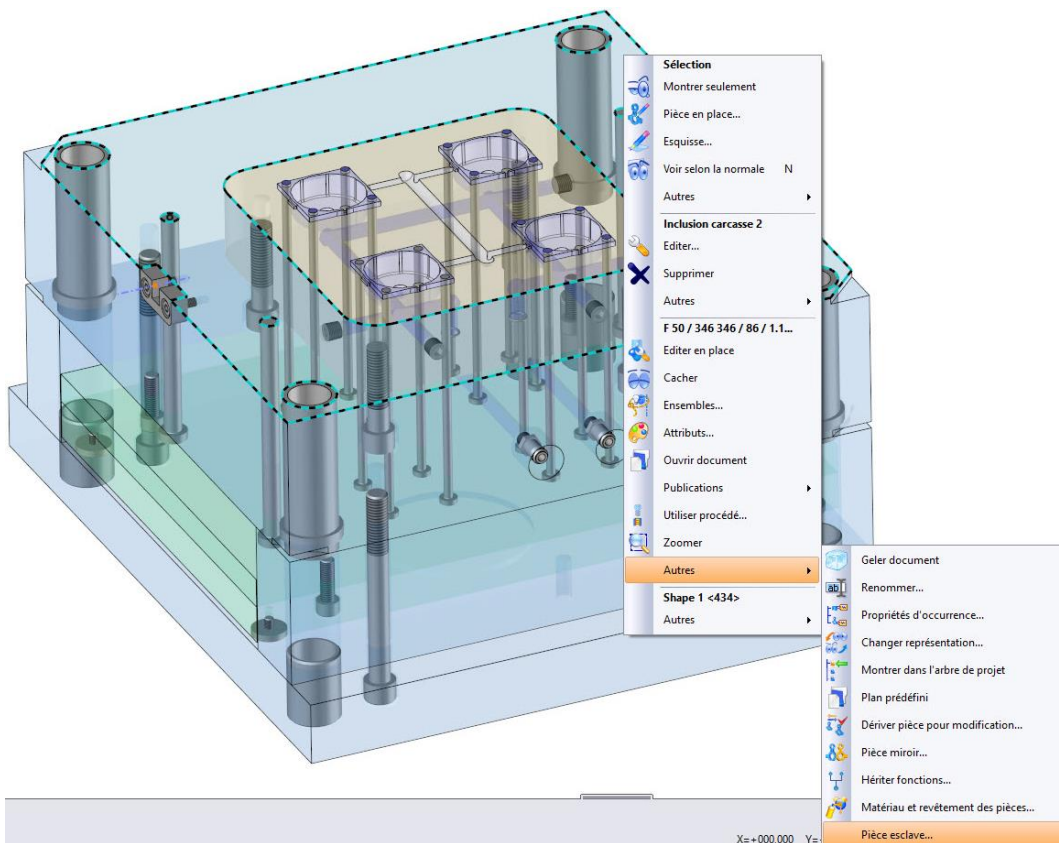 Sélection
Montrer seulement
Pièce en place...
Esquisse...
Voir selon la normale N
Autres
Inclusion carcasse 2
Editer...
Supprimer
Autres
F 50 / 346 346 / 86 / 1.1...
Editer en place
Cacher
Ensembles...
Attributs...
Ouvrir document
Publications
Utiliser procédé...
Zoomer
Autres
Shape 1 <434>
Autres
Geler document
Renommer...
Propriétés d'occurrence...
Changer représentation...
Montrer dans l'arbre de projet
Plan prédéfini
Dériver pièce pour modification...
Pièce miroir...
Hériter fonctions...
Matériau et revêtement des pièces...
Pièce esclave...
X=+000.000 Y=